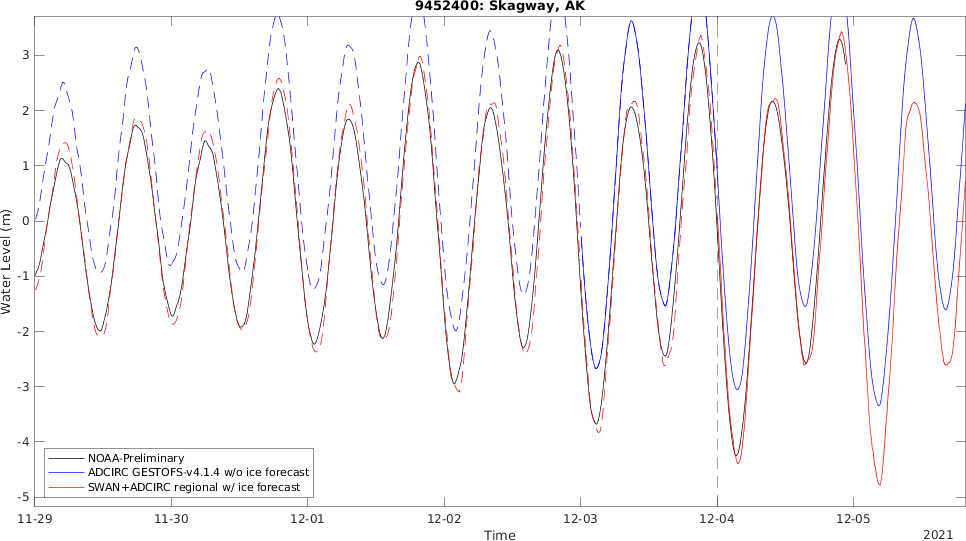 9452400: Skagway, AK
3
2
1
0
-1
-2
-3
-4
-5
Water Level (m)
NOAA-Preliminary
ADCIRC GESTOFS-v4.1.4 w/o ice forecast
SWAN+ADCIRC regional w/ ice forecast
11-29 11-30 12-01 12-02 12-03 12-04 12-05
Time
2021